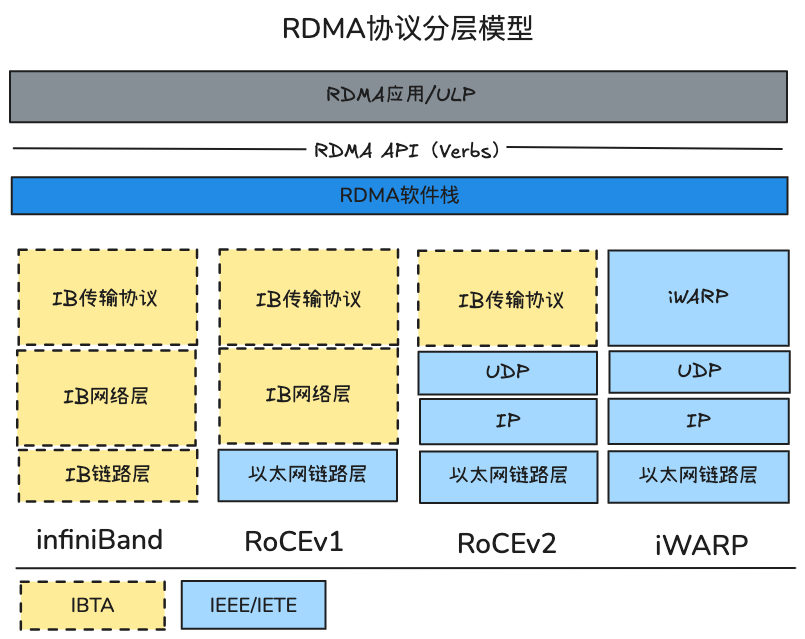 RDMA协议分层模型
RDMA应用/ULP
RDMA API (Verbs)
RDMA软件栈
IB传输协议 IB传输协议 IB传输协议 iWARP
IB网络层 IB网络层 UDP UDP
IP IP
IB链路层 以太网链路层 以太网链路层 以太网链路层
infiniBand RoCEv1 RoCEv2 iWARP
IBTA IEEE/IETE